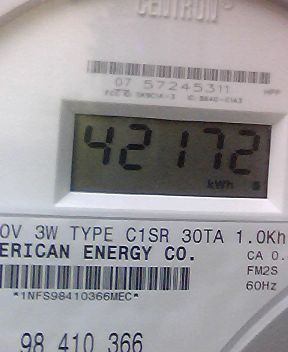 CENTRON®
07 57245311
42172
kWh
0V 3W TYPE C1SR 30TA 1.0Kh
ERICAN ENERGY CO.
CA 0.
FM2S
*1NFS98410366MEC*
60Hz
98 410 366